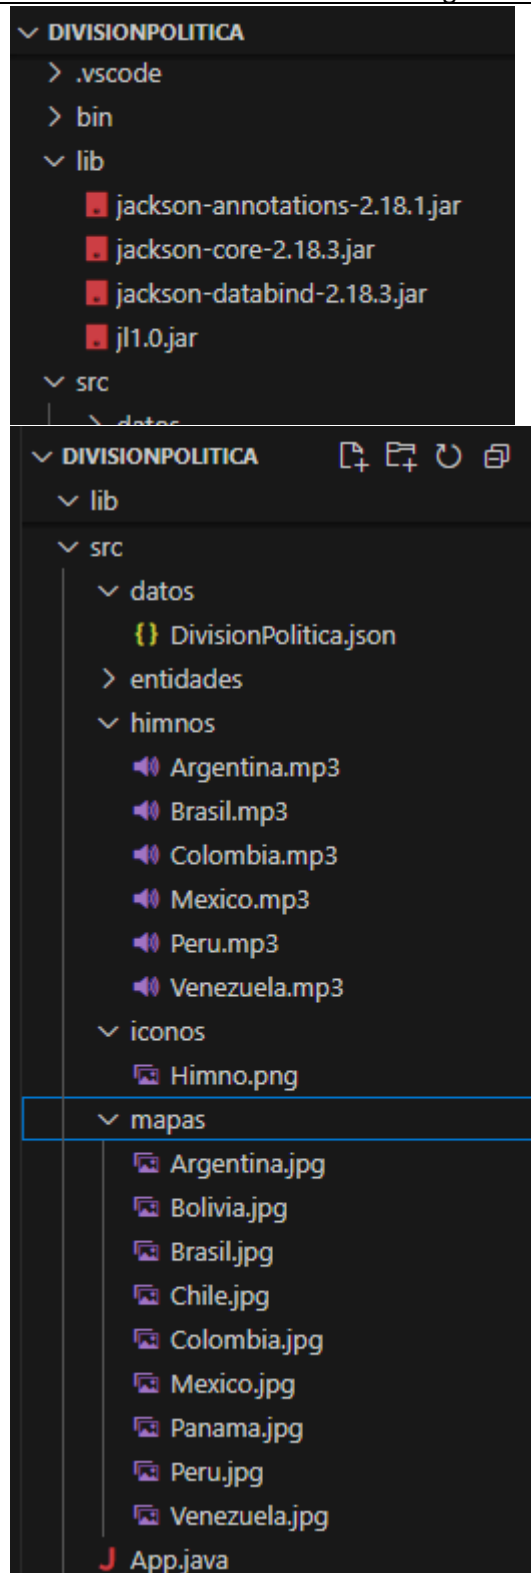 DIVISIONPOLITICA
.vscode
bin
lib
jackson-annotations-2.18.1.jar
jackson-core-2.18.3.jar
jackson-databind-2.18.3.jar
jl1.0.jar
src
datos
DIVISIONPOLITICA
lib
src
datos
{} DivisionPolitica.json
entidades
himnos
Argentina.mp3
Brasil.mp3
Colombia.mp3
Mexico.mp3
Peru.mp3
Venezuela.mp3
iconos
Himno.png
mapas
Argentina.jpg
Bolivia.jpg
Brasil.jpg
Chile.jpg
Colombia.jpg
Mexico.jpg
Panama.jpg
Peru.jpg
Venezuela.jpg
J App.java